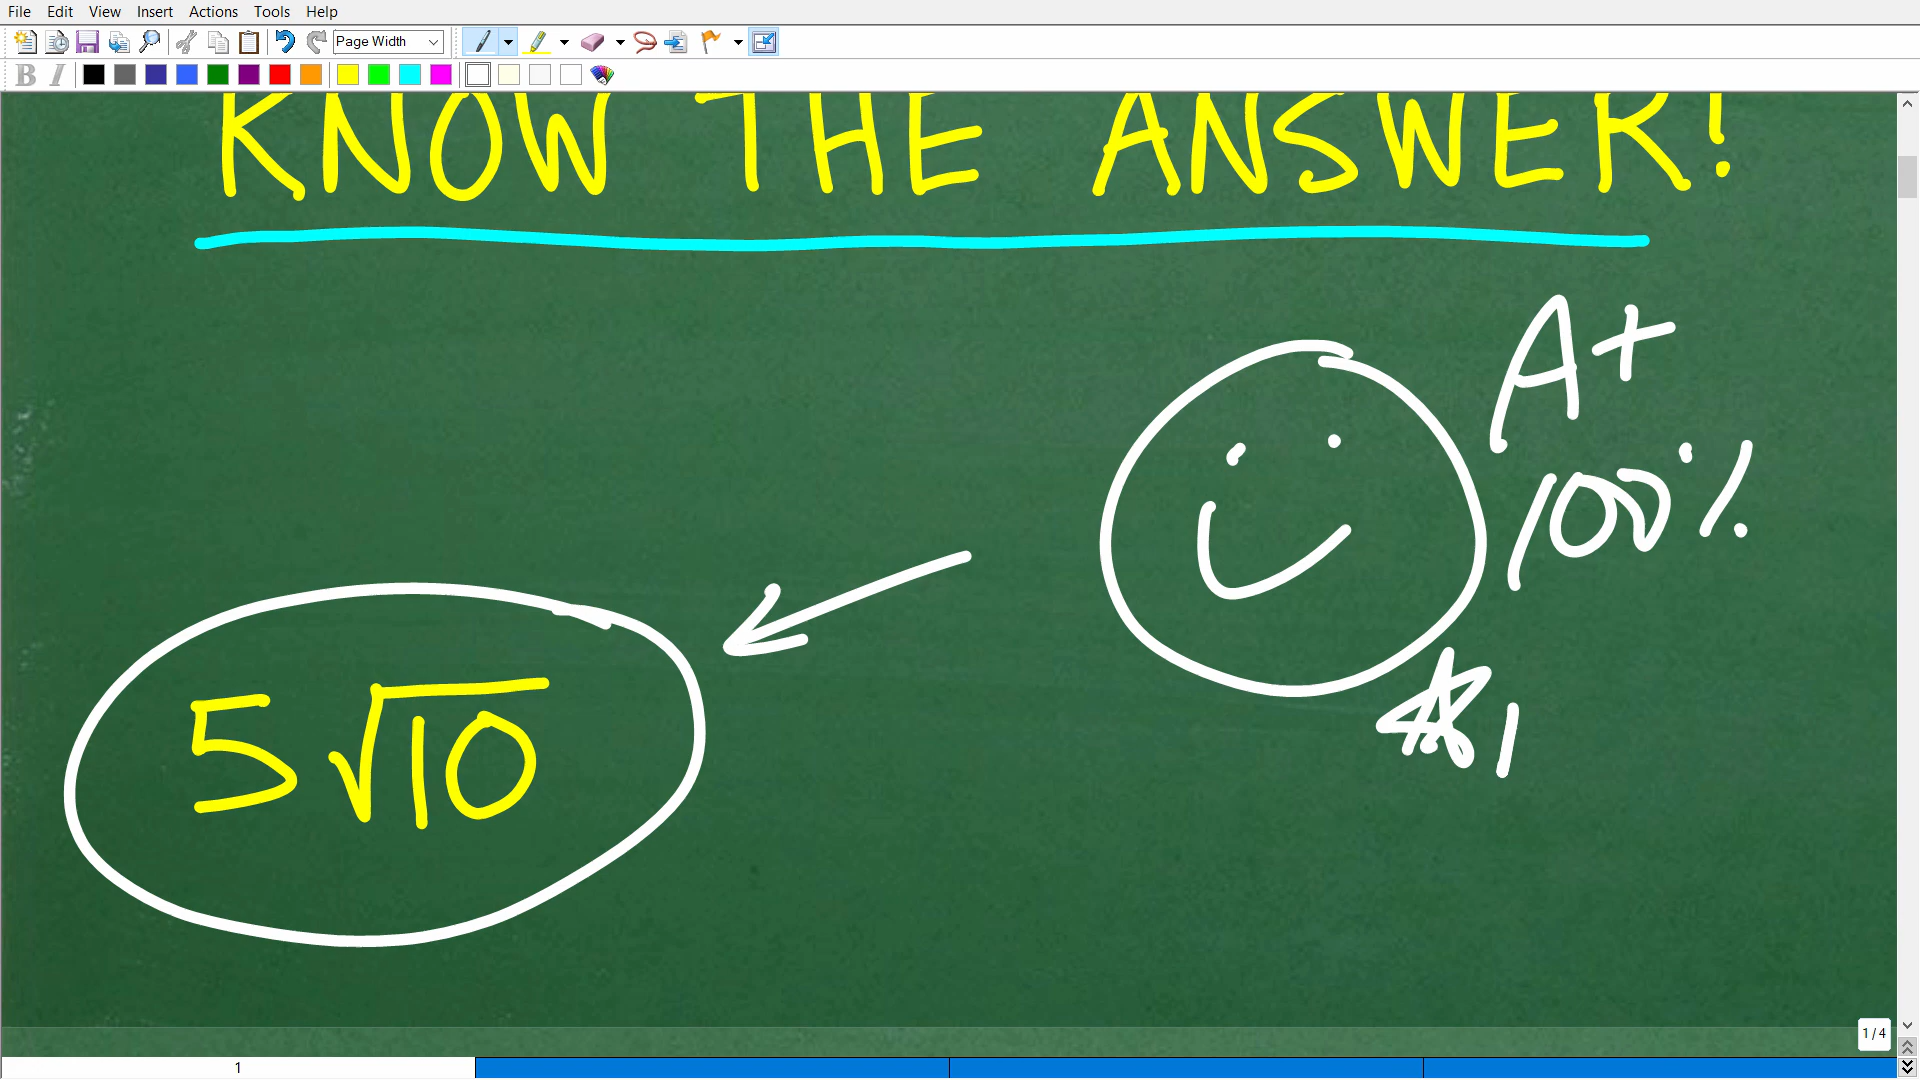 File Edit View Insert Actions Tools Help
Page Width
B I
KNOW THE ANSWER!
A+
100%
5√10
1
1 / 4
1